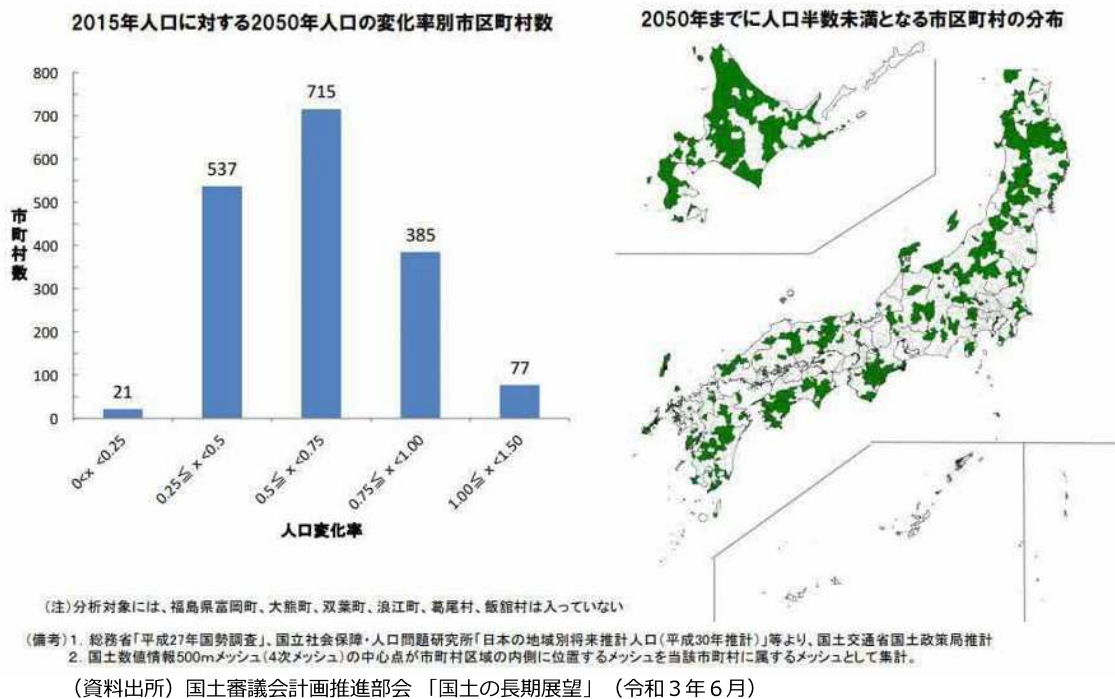 2015年人口に対する2050年人口の変化率別市区町村数
2050年までに人口半数未満となる市区町村の分布
800
700
600
500
400
300
200
100
0
市町村数
21
537
715
385
77
0<x <0.25
0.25≦ x <0.5
0.5≦ x <0.75
0.75≦ x <1.00
1.00≦ x <1.50
人口変化率
(注)分析対象には、福島県富岡町、大熊町、双葉町、浪江町、葛尾村、飯舘村は入っていない
(備考)1. 総務省「平成27年国勢調査」、国立社会保障・人口問題研究所「日本の地域別将来推計人口(平成30年推計)」等より、国土交通省国土政策局推計
2. 国土数値情報500mメッシュ(4次メッシュ)の中心点が市町村区域の内側に位置するメッシュを当該市町村に属するメッシュとして集計。
(資料出所)国土審議会計画推進部会 「国土の長期展望」(令和3年6月)